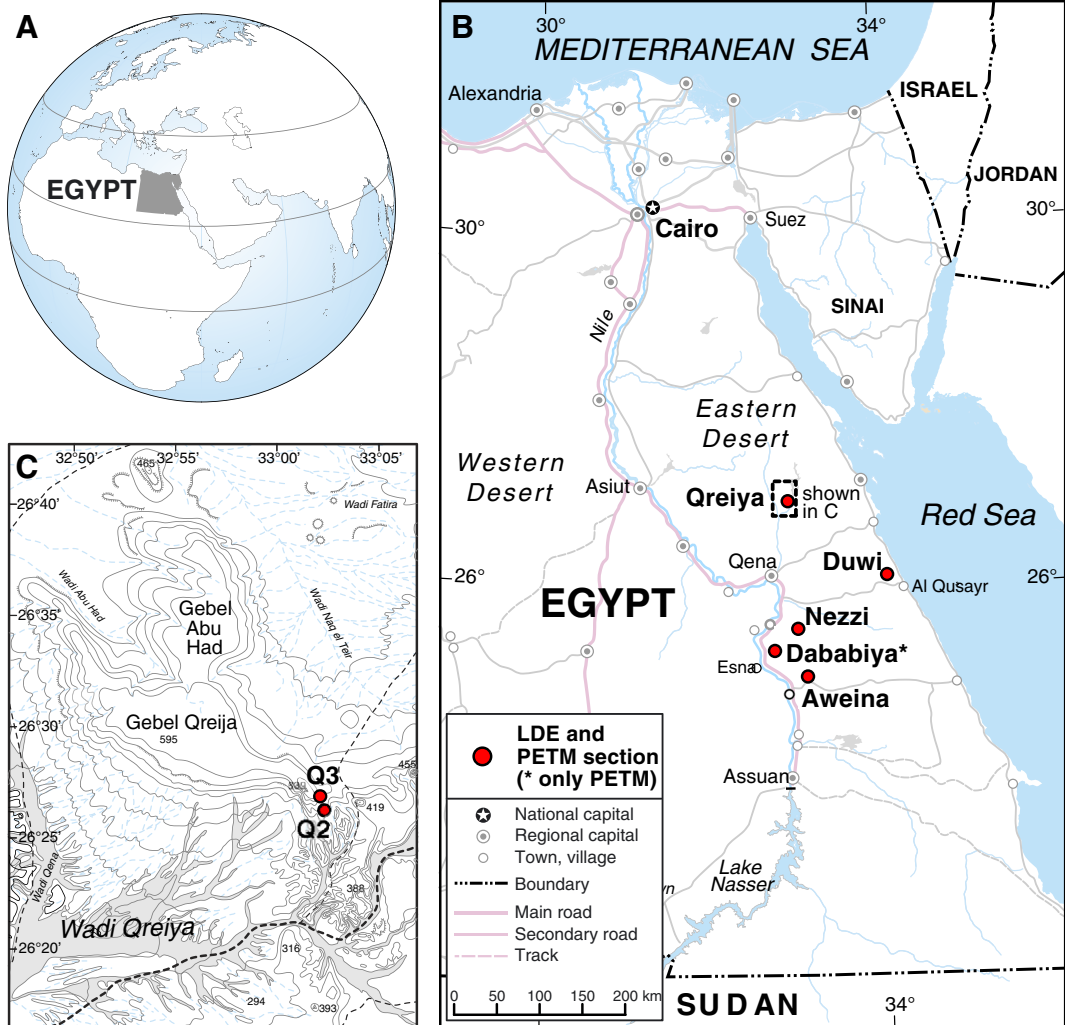 A
EGYPT
B
30°
34°
MEDITERRANEAN SEA
Alexandria
ISRAEL
JORDAN
30°
30°
Cairo
Suez
SINAI
Nile
Eastern
Desert
Western
Desert
Asiut
Qreiya
shown
in C
Red Sea
Qena
Duwi
26°
26°
Al Qusayr
EGYPT
Nezzi
Dababiya*
Esna
Aweina
Assuan
Lake
Nasser
yn
SUDAN
34°
LDE and
PETM section
(* only PETM)
National capital
Regional capital
Town, village
Boundary
Main road
Secondary road
Track
0 50 100 150 200 km
C
32°50' 32°55' 33°00' 33°05'
465
26°40'
Wadi Fatira
Wadi Abu Had
Wadi Naq el Teir
Gebel
Abu
Had
26°35'
26°30'
Gebel Qreija
595
Q3
455
419
Q2
26°25'
Wadi Qena
388
Wadi Qreiya
26°20'
316
294
393